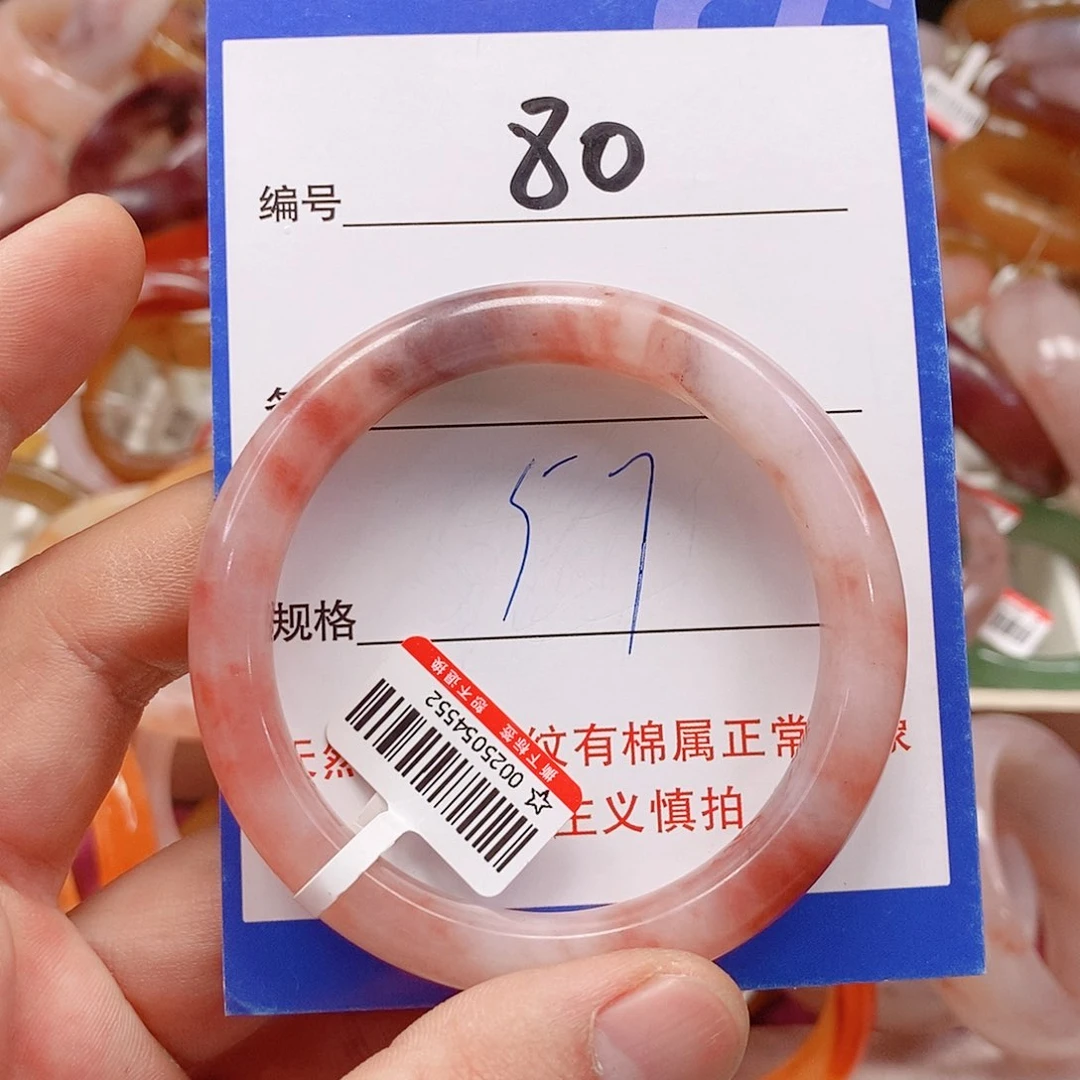 编号 80
57
规格
撕下标签 恕不退换
☆ 0025054552
纹有棉属正常
主义慎拍